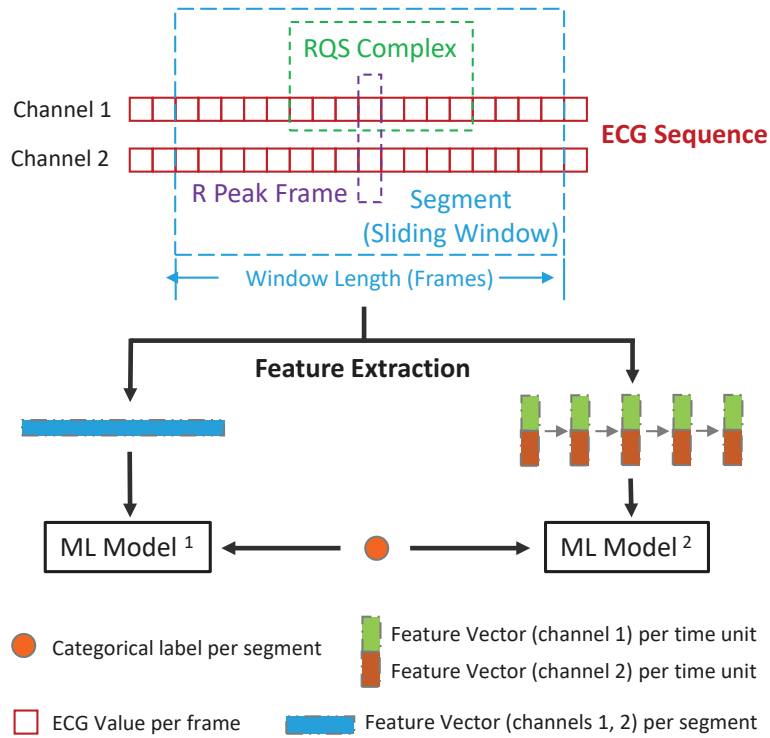 RQS Complex
Channel 1
ECG Sequence
Channel 2
R Peak Frame
Segment
(Sliding Window)
Window Length (Frames)
Feature Extraction
ML Model 1
ML Model 2
Categorical label per segment
Feature Vector (channel 1) per time unit
Feature Vector (channel 2) per time unit
ECG Value per frame
Feature Vector (channels 1, 2) per segment